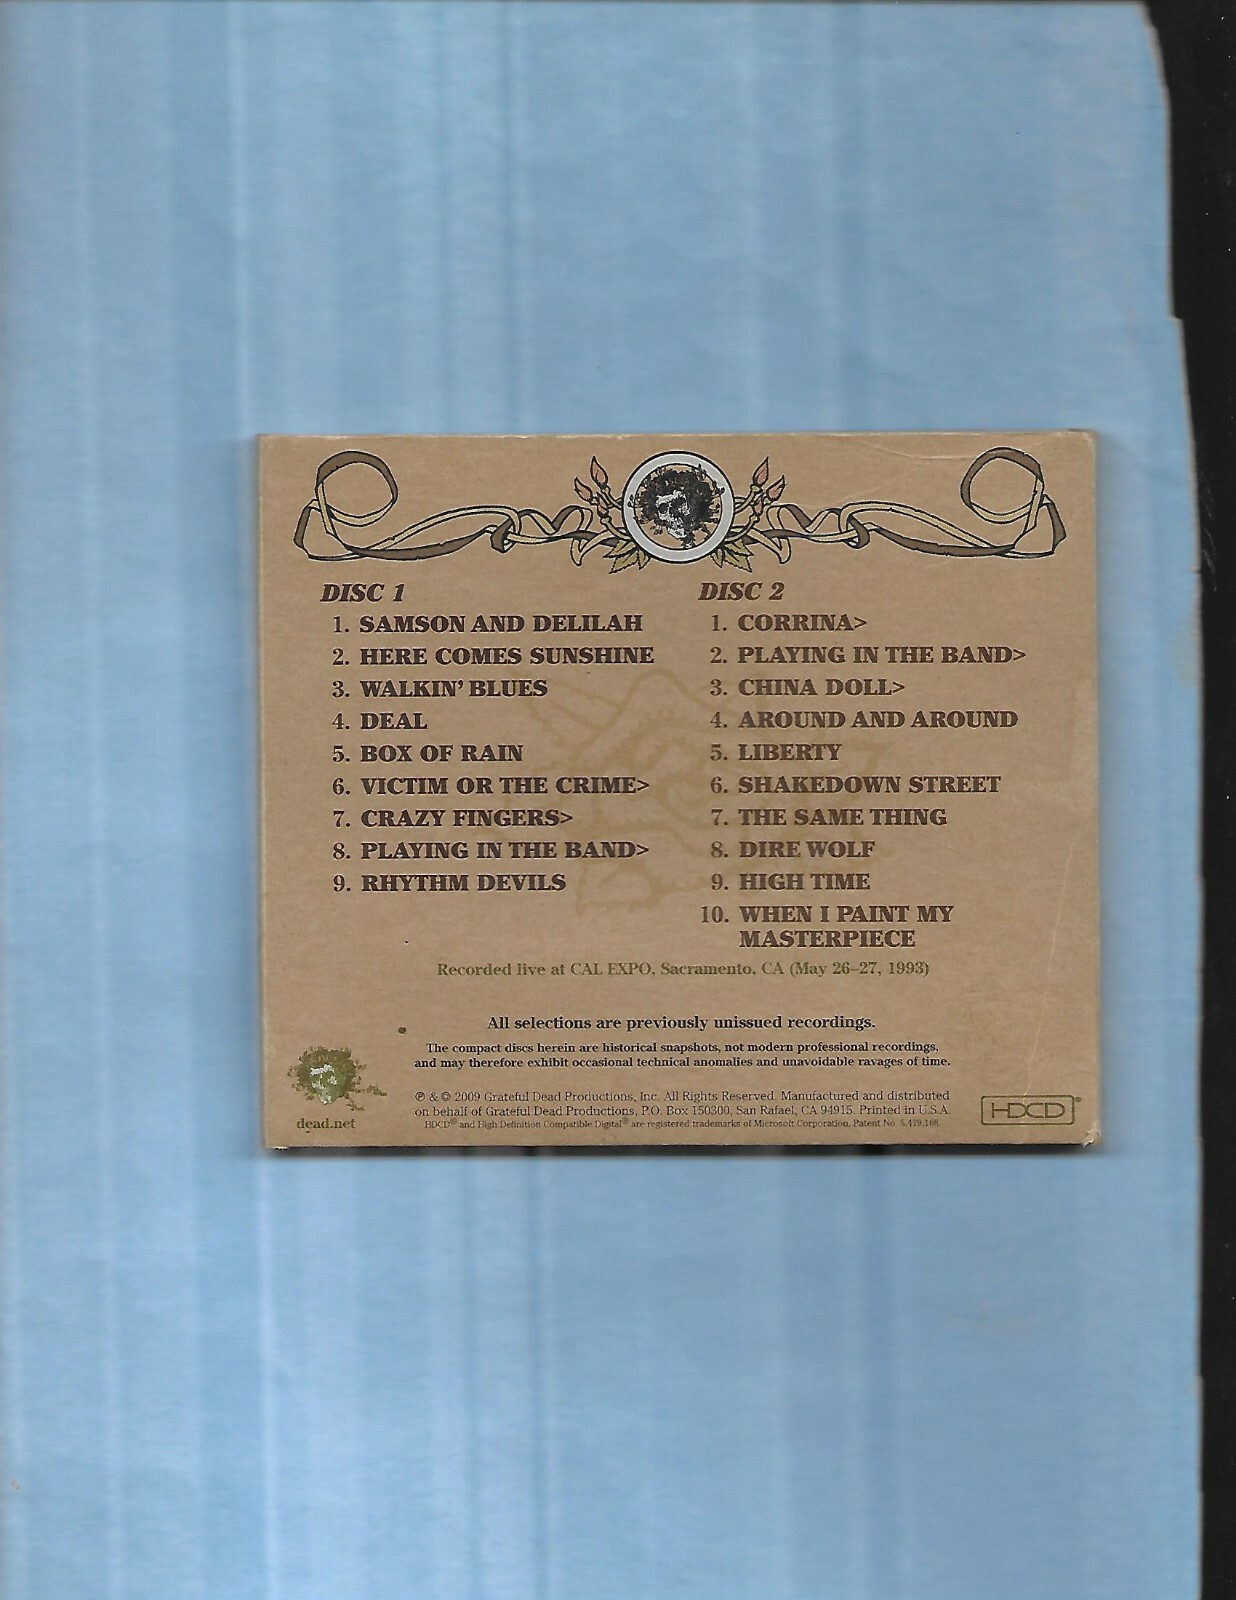 DISC 1
1. SAMSON AND DELILAH
2. HERE COMES SUNSHINE
3. WALKIN' BLUES
4. DEAL
5. BOX OF RAIN
6. VICTIM OR THE CRIME>
7. CRAZY FINGERS>
8. PLAYING IN THE BAND>
9. RHYTHM DEVILS
DISC 2
1. CORRINA>
2. PLAYING IN THE BAND>
3. CHINA DOLL>
4. AROUND AND AROUND
5. LIBERTY
6. SHAKEDOWN STREET
7. THE SAME THING
8. DIRE WOLF
9. HIGH TIME
10. WHEN I PAINT MY
MASTERPIECE
Recorded live at CAL EXPO, Sacramento, CA (May 26–27, 1993)
All selections are previously unissued recordings.
The compact discs herein are historical snapshots, not modern professional recordings,
and may therefore exhibit occasional technical anomalies and unavoidable ravages of time.
℗ & © 2009 Grateful Dead Productions, Inc. All Rights Reserved. Manufactured and distributed
on behalf of Grateful Dead Productions, P.O. Box 150300, San Rafael, CA 94915. Printed in U.S.A.
HDCD® and High Definition Compatible Digital® are registered trademarks of Microsoft Corporation, Patent No. 5,479,168.
dead.net
HDCD®